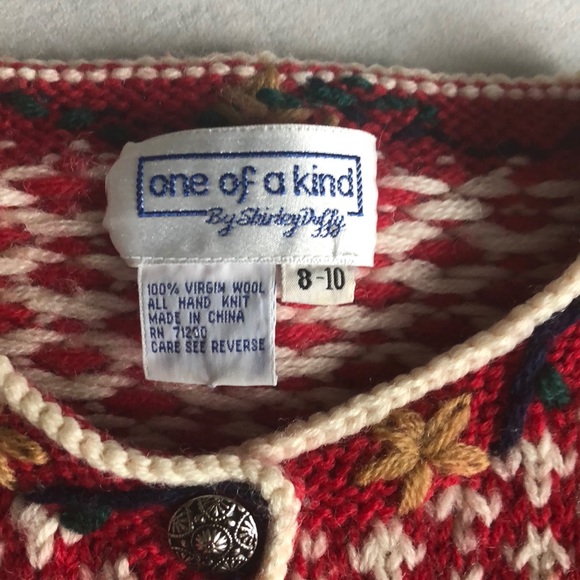 one of a kind
By Shirley Duffy
8-10
100% VIRGIN WOOL
ALL HAND KNIT
MADE IN CHINA
RN 71200
CARE SEE REVERSE